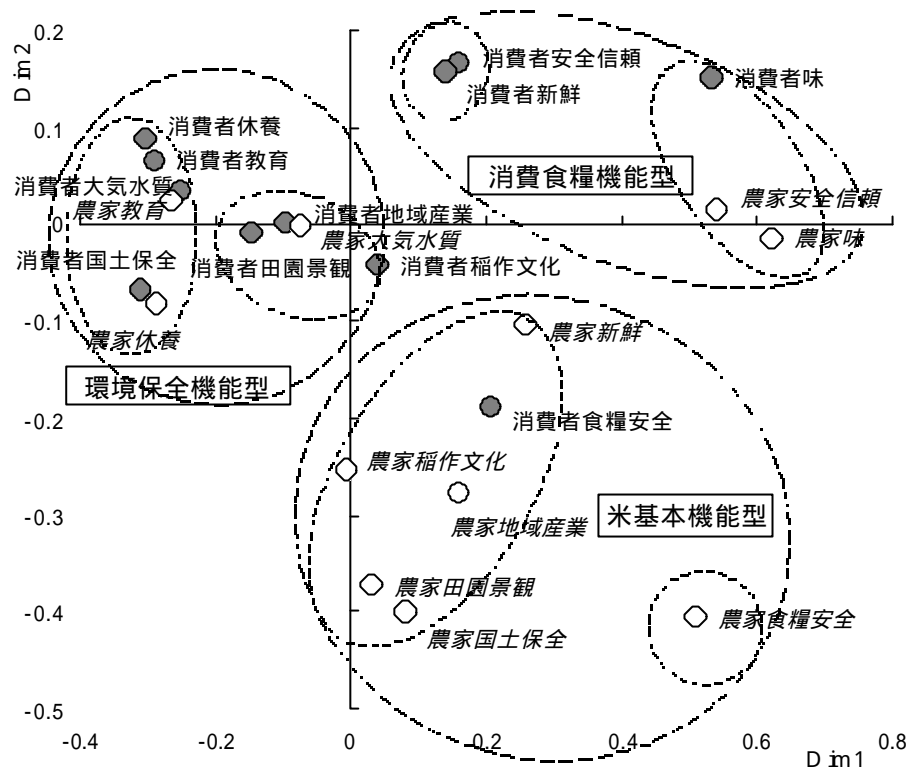 0.2
Dim2
消費者安全信頼
消費者味
消費者新鮮
0.1
消費者休養
消費者教育
消費食糧機能型
消費者大気水質
農家教育
農家安全信頼
0
消費者地域産業
農家大気水質
農家味
消費者国土保全
消費者田園景観
消費者稲作文化
-0.1
農家休養
農家新鮮
環境保全機能型
-0.2
消費者食糧安全
農家稲作文化
-0.3
農家地域産業
米基本機能型
農家田園景観
-0.4
農家国土保全
農家食糧安全
-0.5
-0.4
-0.2
0
0.2
0.4
0.6
0.8
Dim1